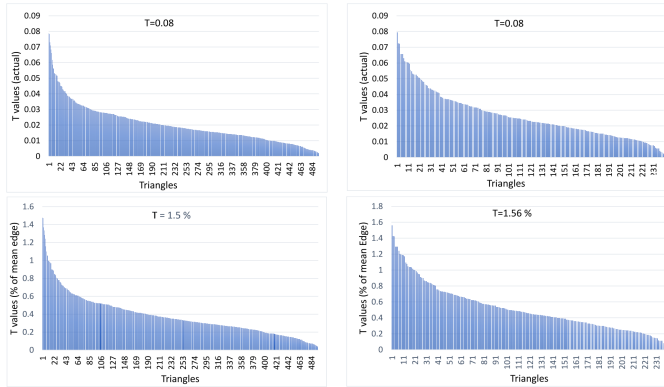 T=0.08
0.09
0.08
0.07
0.06
0.05
0.04
0.03
0.02
0.01
0
T values (actual)
1 22 43 64 85 106 127 148 169 190 211 232 253 274 295 316 337 358 379 400 421 442 463 484
Triangles
T=0.08
0.09
0.08
0.07
0.06
0.05
0.04
0.03
0.02
0.01
0
T values (actual)
1 11 21 31 41 51 61 71 81 91 101 111 121 131 141 151 161 171 181 191 201 211 221 231
Triangles
T = 1.5 %
1.6
1.4
1.2
1
0.8
0.6
0.4
0.2
0
T values (% of mean edge)
1 22 43 64 85 106 127 148 169 190 211 232 253 274 295 316 337 358 379 400 421 442 463 484
Triangles
T=1.56 %
1.8
1.6
1.4
1.2
1
0.8
0.6
0.4
0.2
0
T values (% of mean Edge)
1 11 21 31 41 51 61 71 81 91 101 111 121 131 141 151 161 171 181 191 201 211 221 231
Triangles